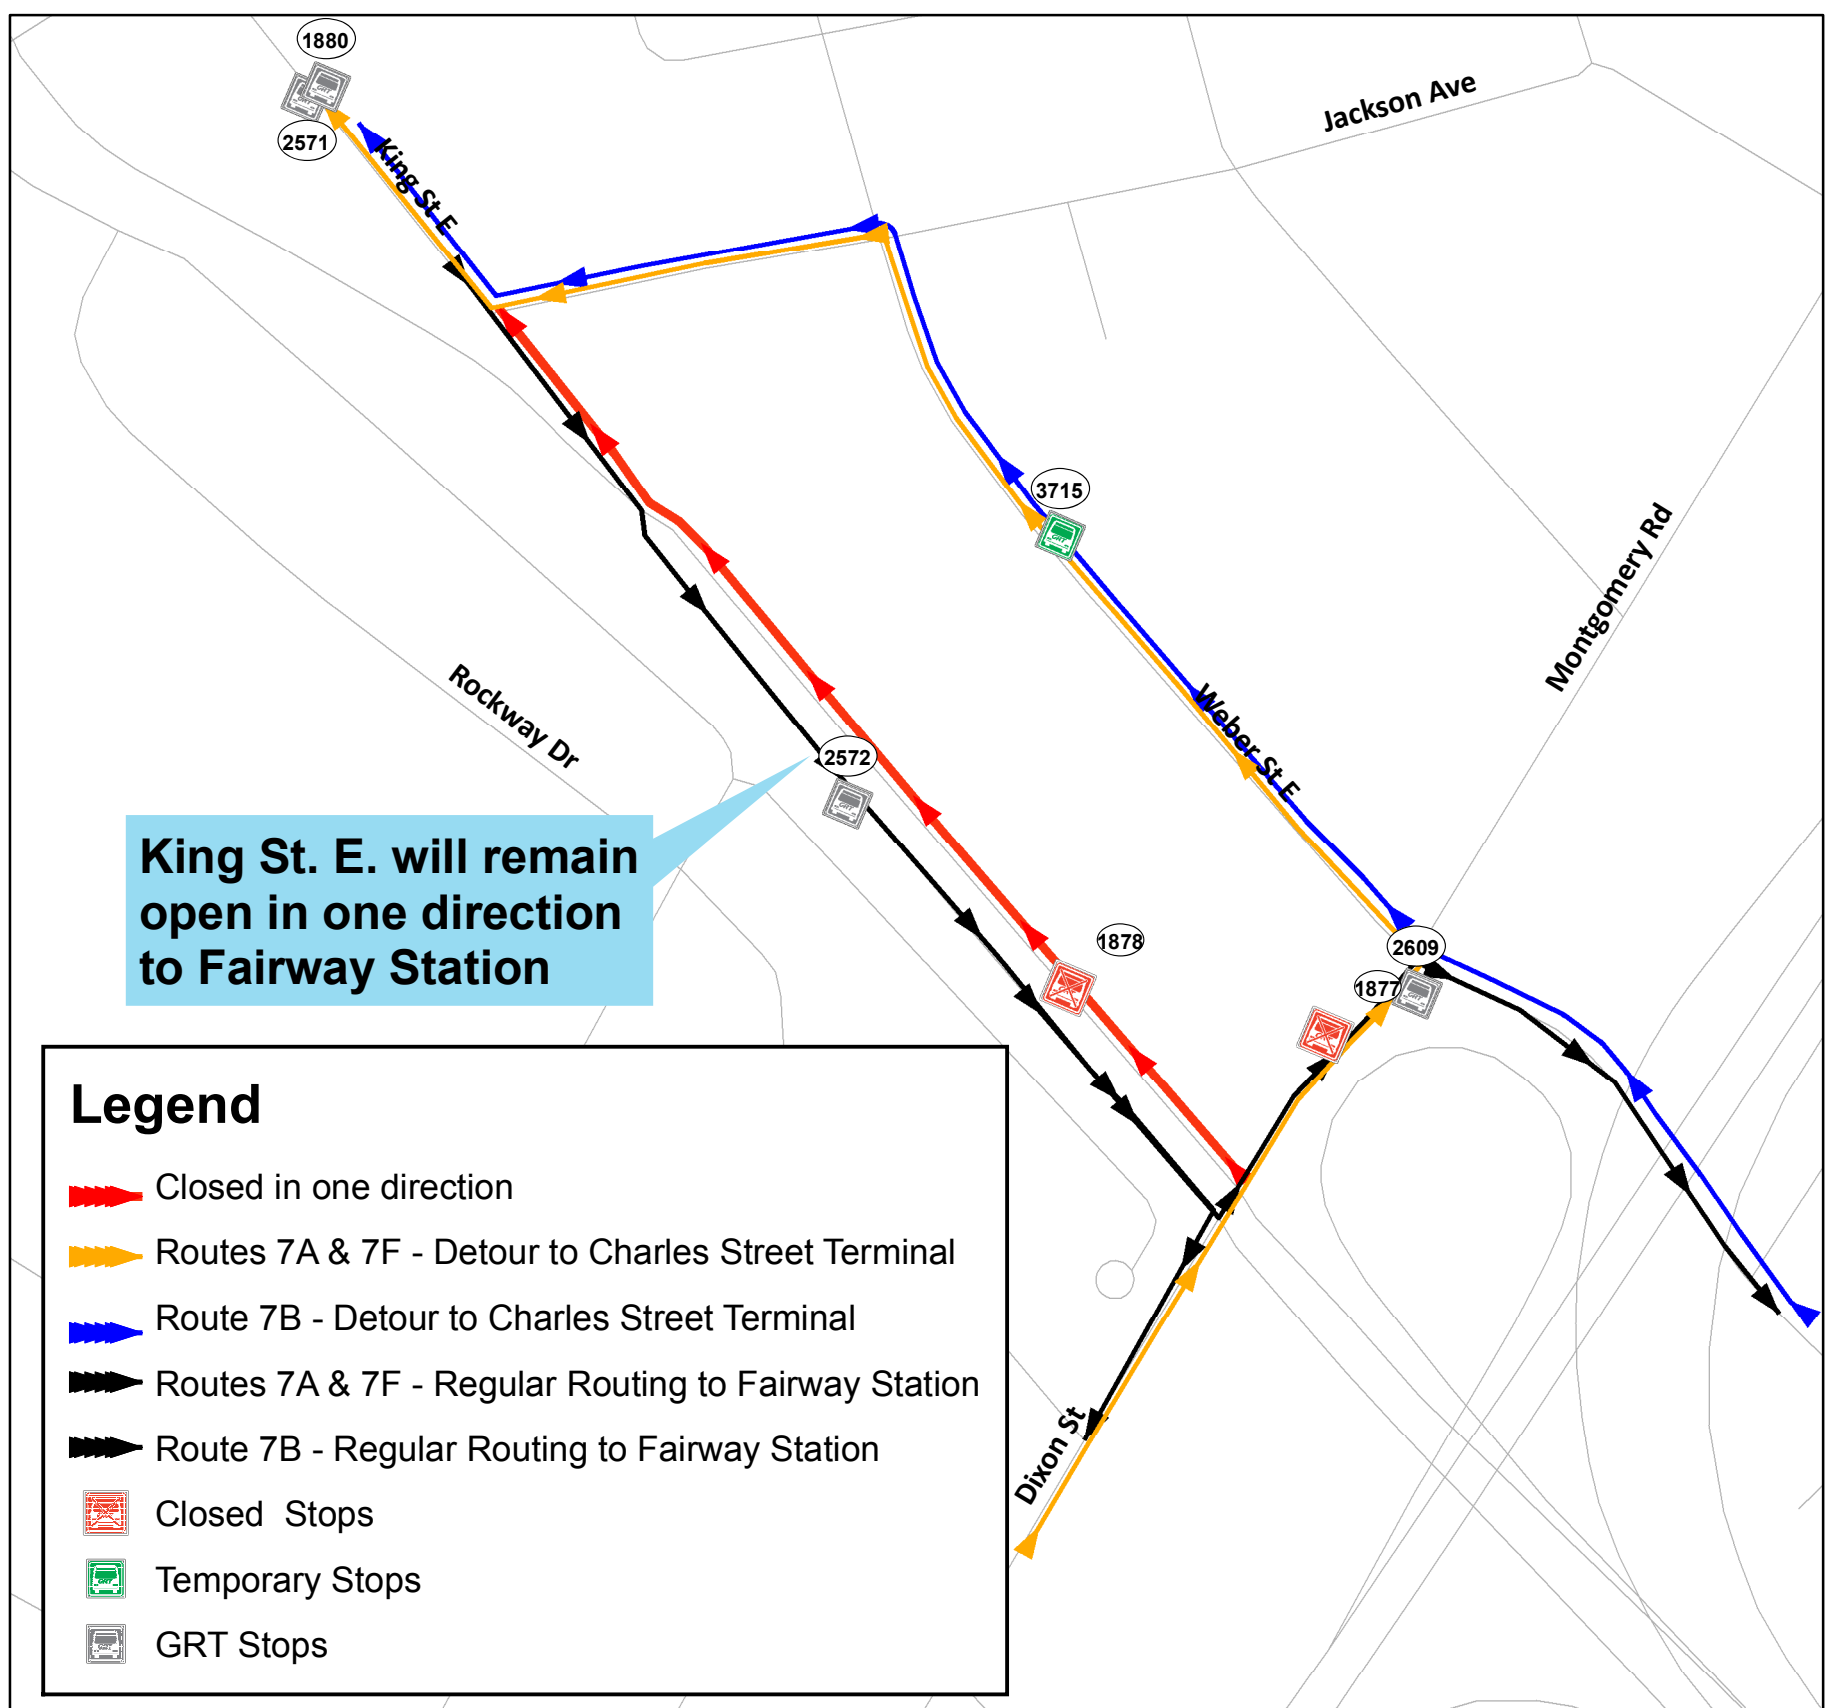 1880
2571
King St E
Jackson Ave
3715
Montgomery Rd
Rockway Dr
Weber St E
2572
King St. E. will remain
open in one direction
to Fairway Station
1878
2609
1877
Dixon St
Legend
Closed in one direction
Routes 7A & 7F - Detour to Charles Street Terminal
Route 7B - Detour to Charles Street Terminal
Routes 7A & 7F - Regular Routing to Fairway Station
Route 7B - Regular Routing to Fairway Station
Closed Stops
Temporary Stops
GRT Stops